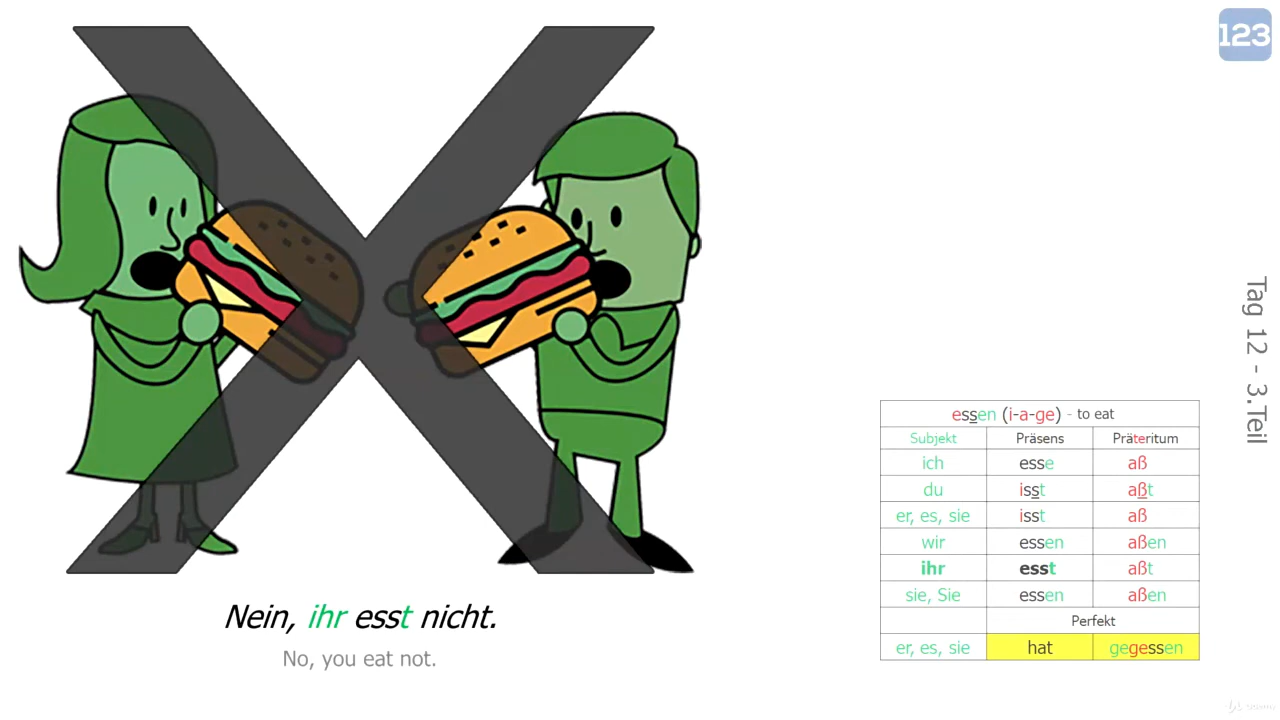 123
Nein, ihr esst nicht.
No, you eat not.
Tag 12 - 3.Teil
essen (i-a-ge) - to eat
Subjekt Präsens Präteritum
ich esse aß
du isst aßt
er, es, sie isst aß
wir essen aßen
ihr esst aßt
sie, Sie essen aßen
Perfekt
er, es, sie hat gegessen